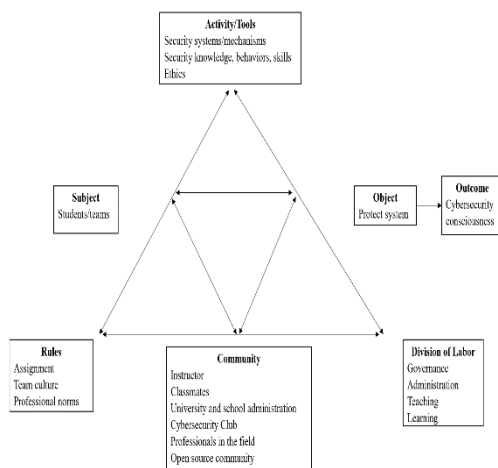 Activity/Tools
Security systems/mechanisms
Security knowledge, behaviors, skills
Ethics
Subject
Students/teams
Object
Protect system
Outcome
Cybersecurity
consciousness
Rules
Assignment
Team culture
Professional norms
Community
Instructor
Classmates
University and school administration
Cybersecurity Club
Professionals in the field
Open source community
Division of Labor
Governance
Administration
Teaching
Learning